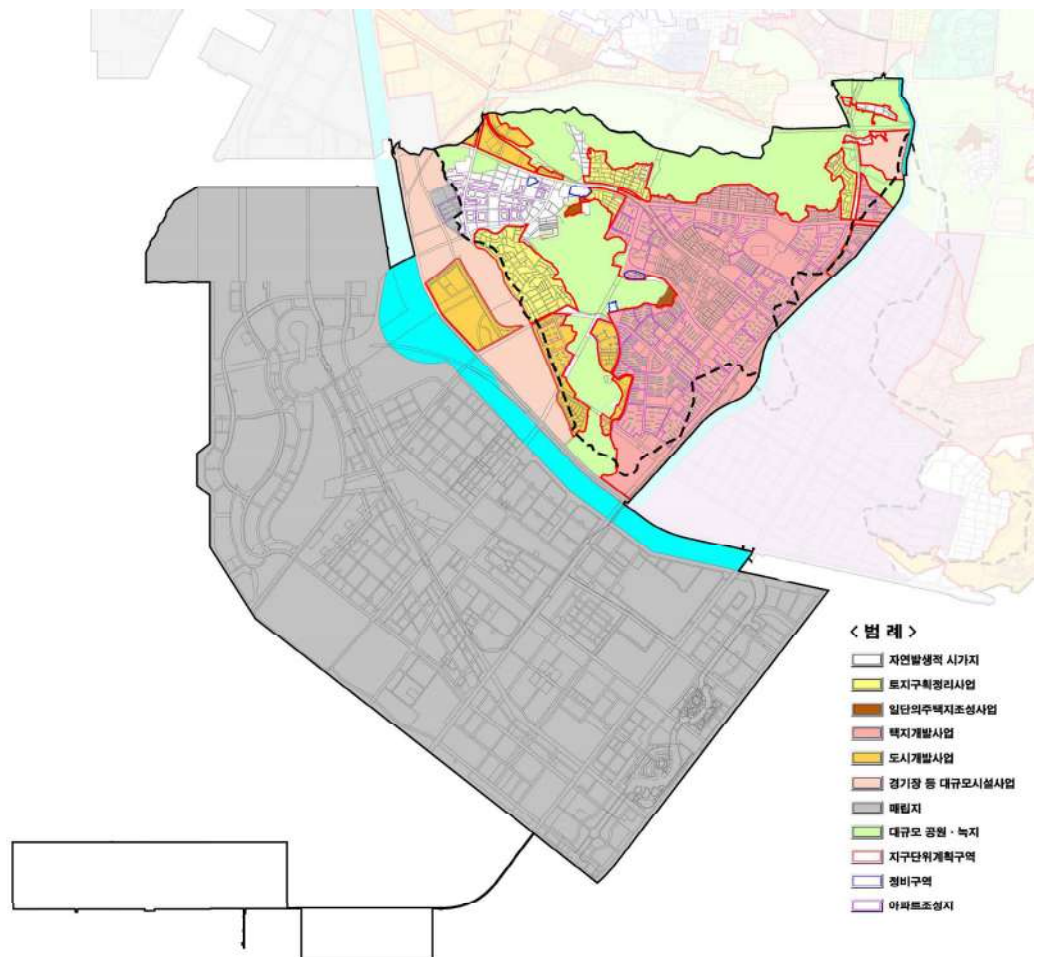 < 범 례 >
자연발생적 시가지
토지구획정리사업
일단의주택지조성사업
택지개발사업
도시개발사업
경기장 등 대규모시설사업
매립지
대규모 공원 · 녹지
지구단위계획구역
정비구역
아파트조성지